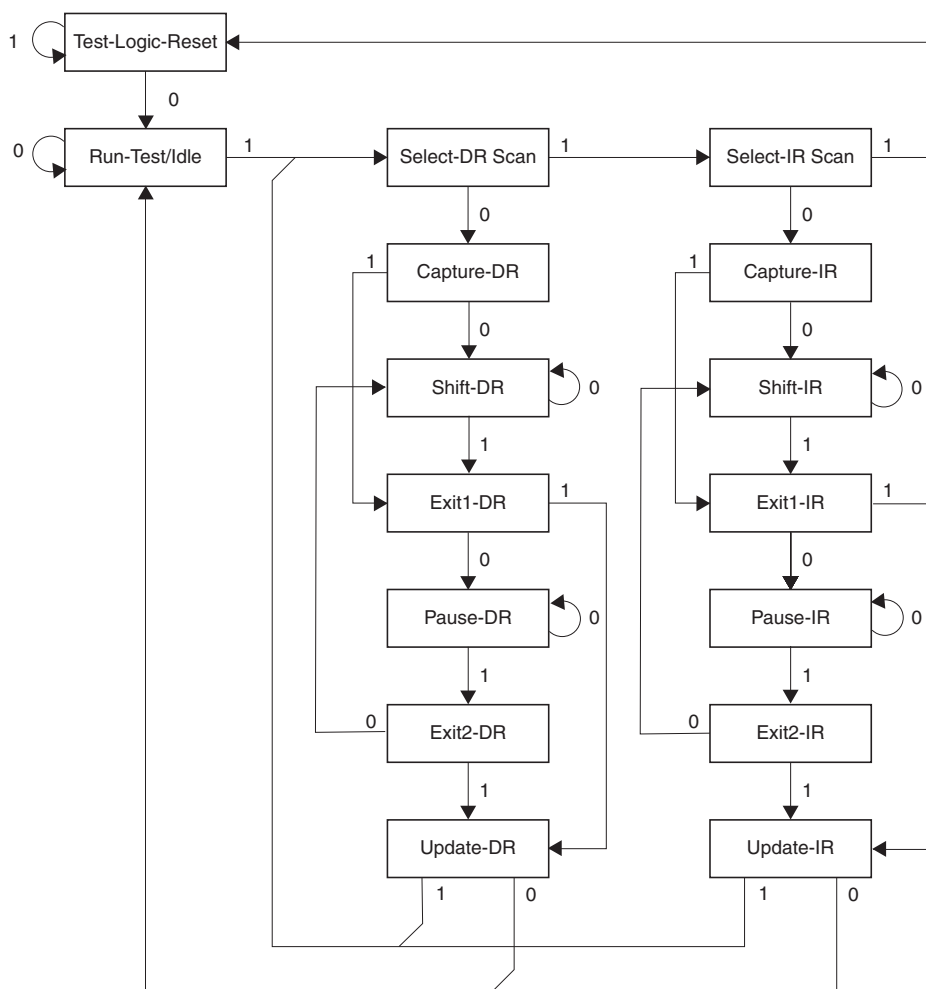 1 Test-Logic-Reset
0
0 Run-Test/Idle 1 Select-DR Scan 1 Select-IR Scan 1
0 0
1 Capture-DR 1 Capture-IR
0 0
Shift-DR 0 Shift-IR 0
1 1
Exit1-DR 1 Exit1-IR 1
0 0
Pause-DR 0 Pause-IR 0
1 1
0 Exit2-DR 0 Exit2-IR
1 1
Update-DR Update-IR
1 0 1 0